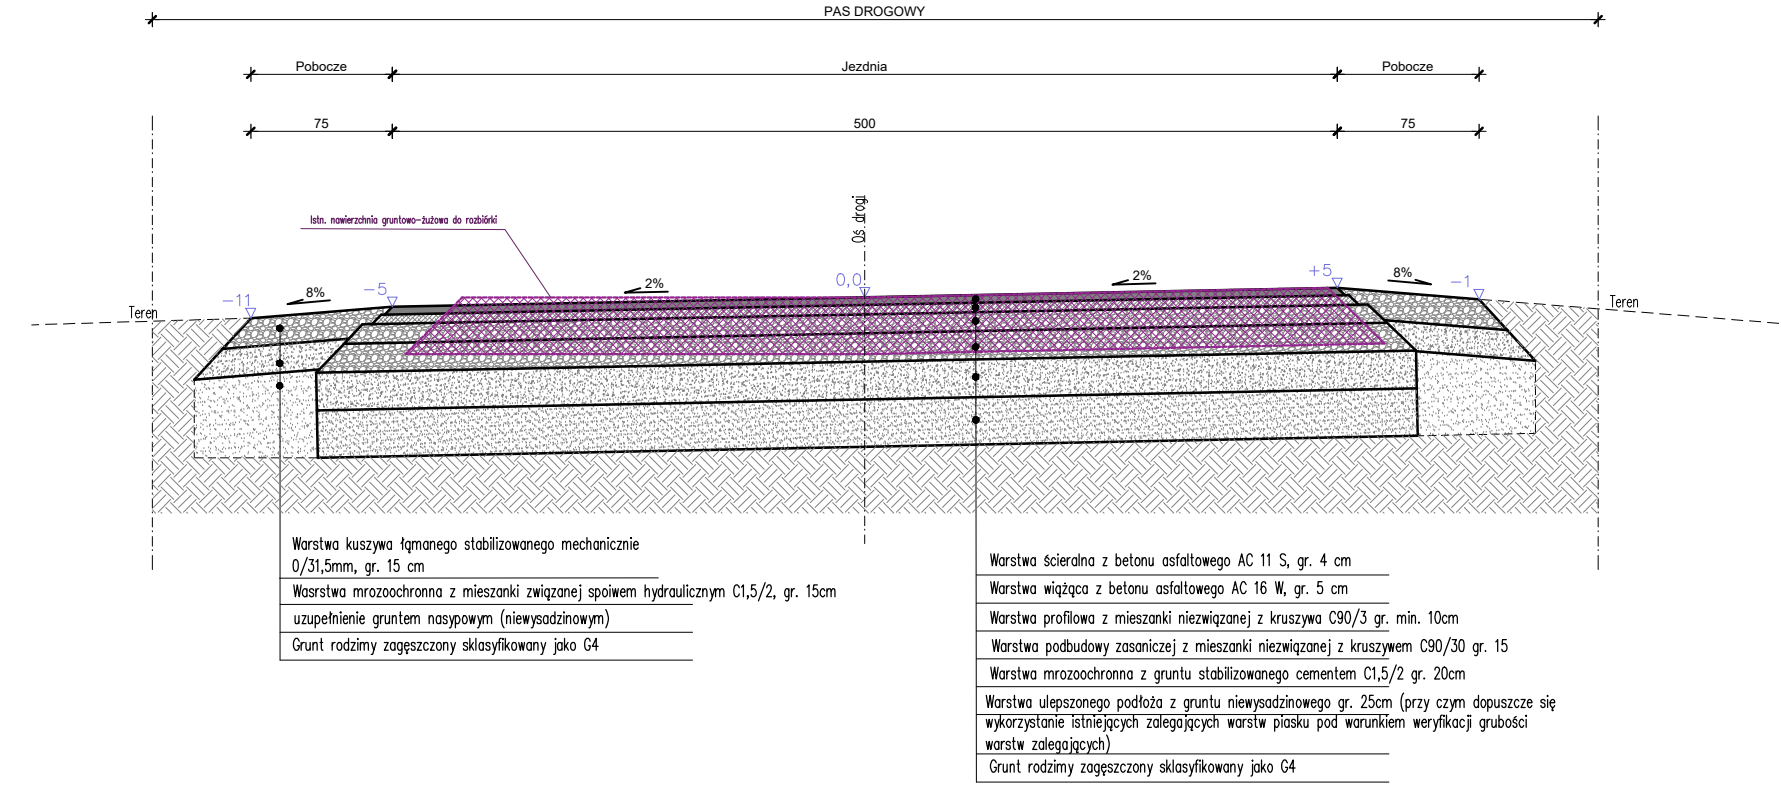 PAS DROGOWY
Pobocze
Jezdnia
Pobocze
75
500
75
Oś drogi
Istn. nawierzchnia gruntowo-żużowa do rozbiórki
-11
8%
-5
2%
0,0
2%
+5
8%
-1
Teren
Teren
Warstwa kuszywa łąmanego stabilizowanego mechanicznie
0/31,5mm, gr. 15 cm
Wasrstwa mrozoochronna z mieszanki związanej spoiwem hydraulicznym C1,5/2, gr. 15cm
uzupełnienie gruntem nasypowym (niewysadzinowym)
Grunt rodzimy zagęszczony sklasyfikowany jako G4
Warstwa ścieralna z betonu asfaltowego AC 11 S, gr. 4 cm
Warstwa wiążąca z betonu asfaltowego AC 16 W, gr. 5 cm
Warstwa profilowa z mieszanki niezwiązanej z kruszywa C90/3 gr. min. 10cm
Warstwa podbudowy zasaniczej z mieszanki niezwiązanej z kruszywem C90/30 gr. 15
Warstwa mrozoochronna z gruntu stabilizowanego cementem C1,5/2 gr. 20cm
Warstwa ulepszonego podłoża z gruntu niewysadzinowego gr. 25cm (przy czym dopuszcze się
wykorzystanie istniejących zalegających warstw piasku pod warunkiem weryfikacji grubości
warstw zalegających)
Grunt rodzimy zagęszczony sklasyfikowany jako G4